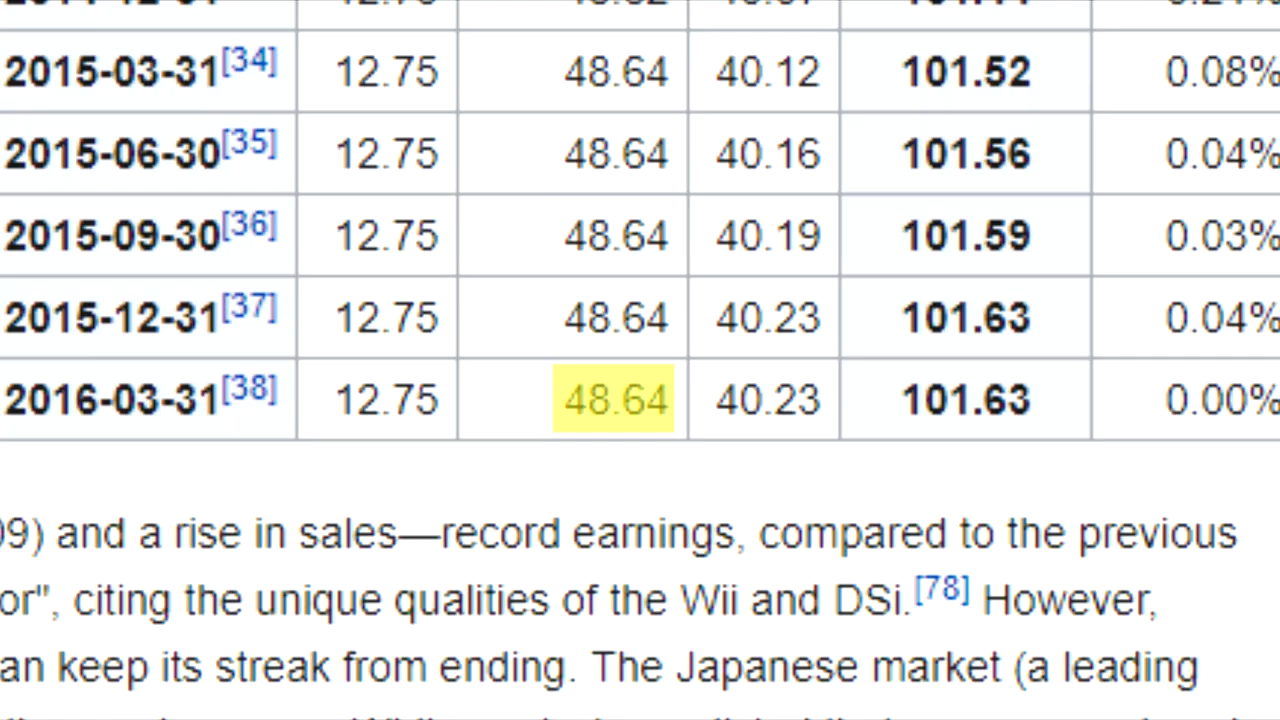 2015-03-31[34] 12.75 48.64 40.12 101.52 0.08%
2015-06-30[35] 12.75 48.64 40.16 101.56 0.04%
2015-09-30[36] 12.75 48.64 40.19 101.59 0.03%
2015-12-31[37] 12.75 48.64 40.23 101.63 0.04%
2016-03-31[38] 12.75 48.64 40.23 101.63 0.00%
09) and a rise in sales—record earnings, compared to the previous
or", citing the unique qualities of the Wii and DSi.[78] However,
an keep its streak from ending. The Japanese market (a leading